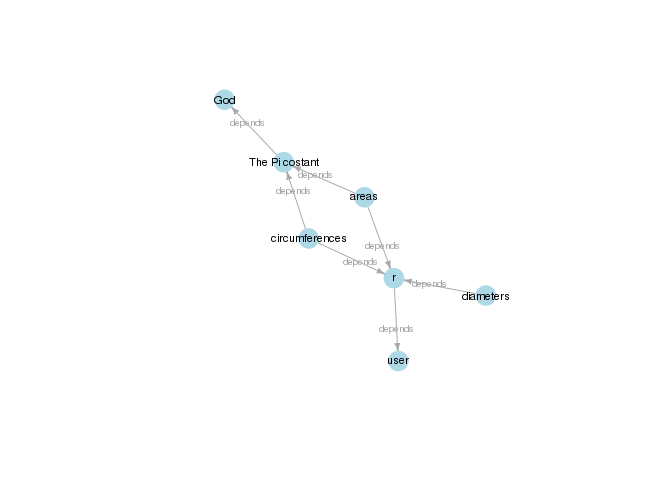 God
depends
The Pi costant
depends
depends
areas
circumferences
depends
depends
r
depends
diameters
depends
user